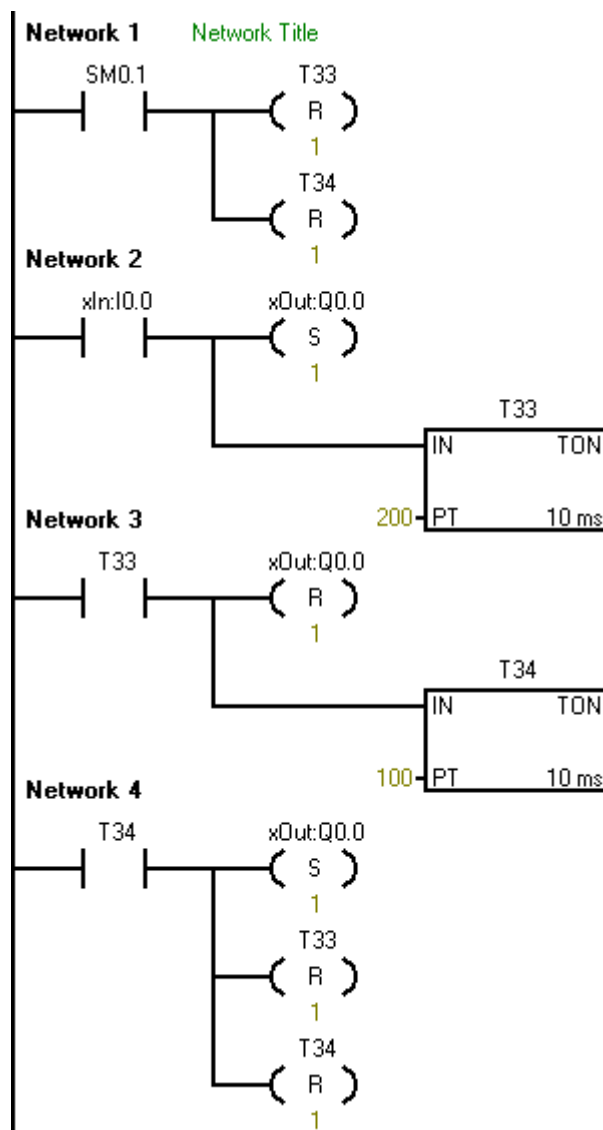 Network 1 Network Title
SM0.1 T33
R
1
T34
R
1
Network 2
xIn:I0.0 xOut:Q0.0
S
1
T33
IN TON
200 PT 10 ms
Network 3
T33 xOut:Q0.0
R
1
T34
IN TON
100 PT 10 ms
Network 4
T34 xOut:Q0.0
S
1
T33
R
1
T34
R
1